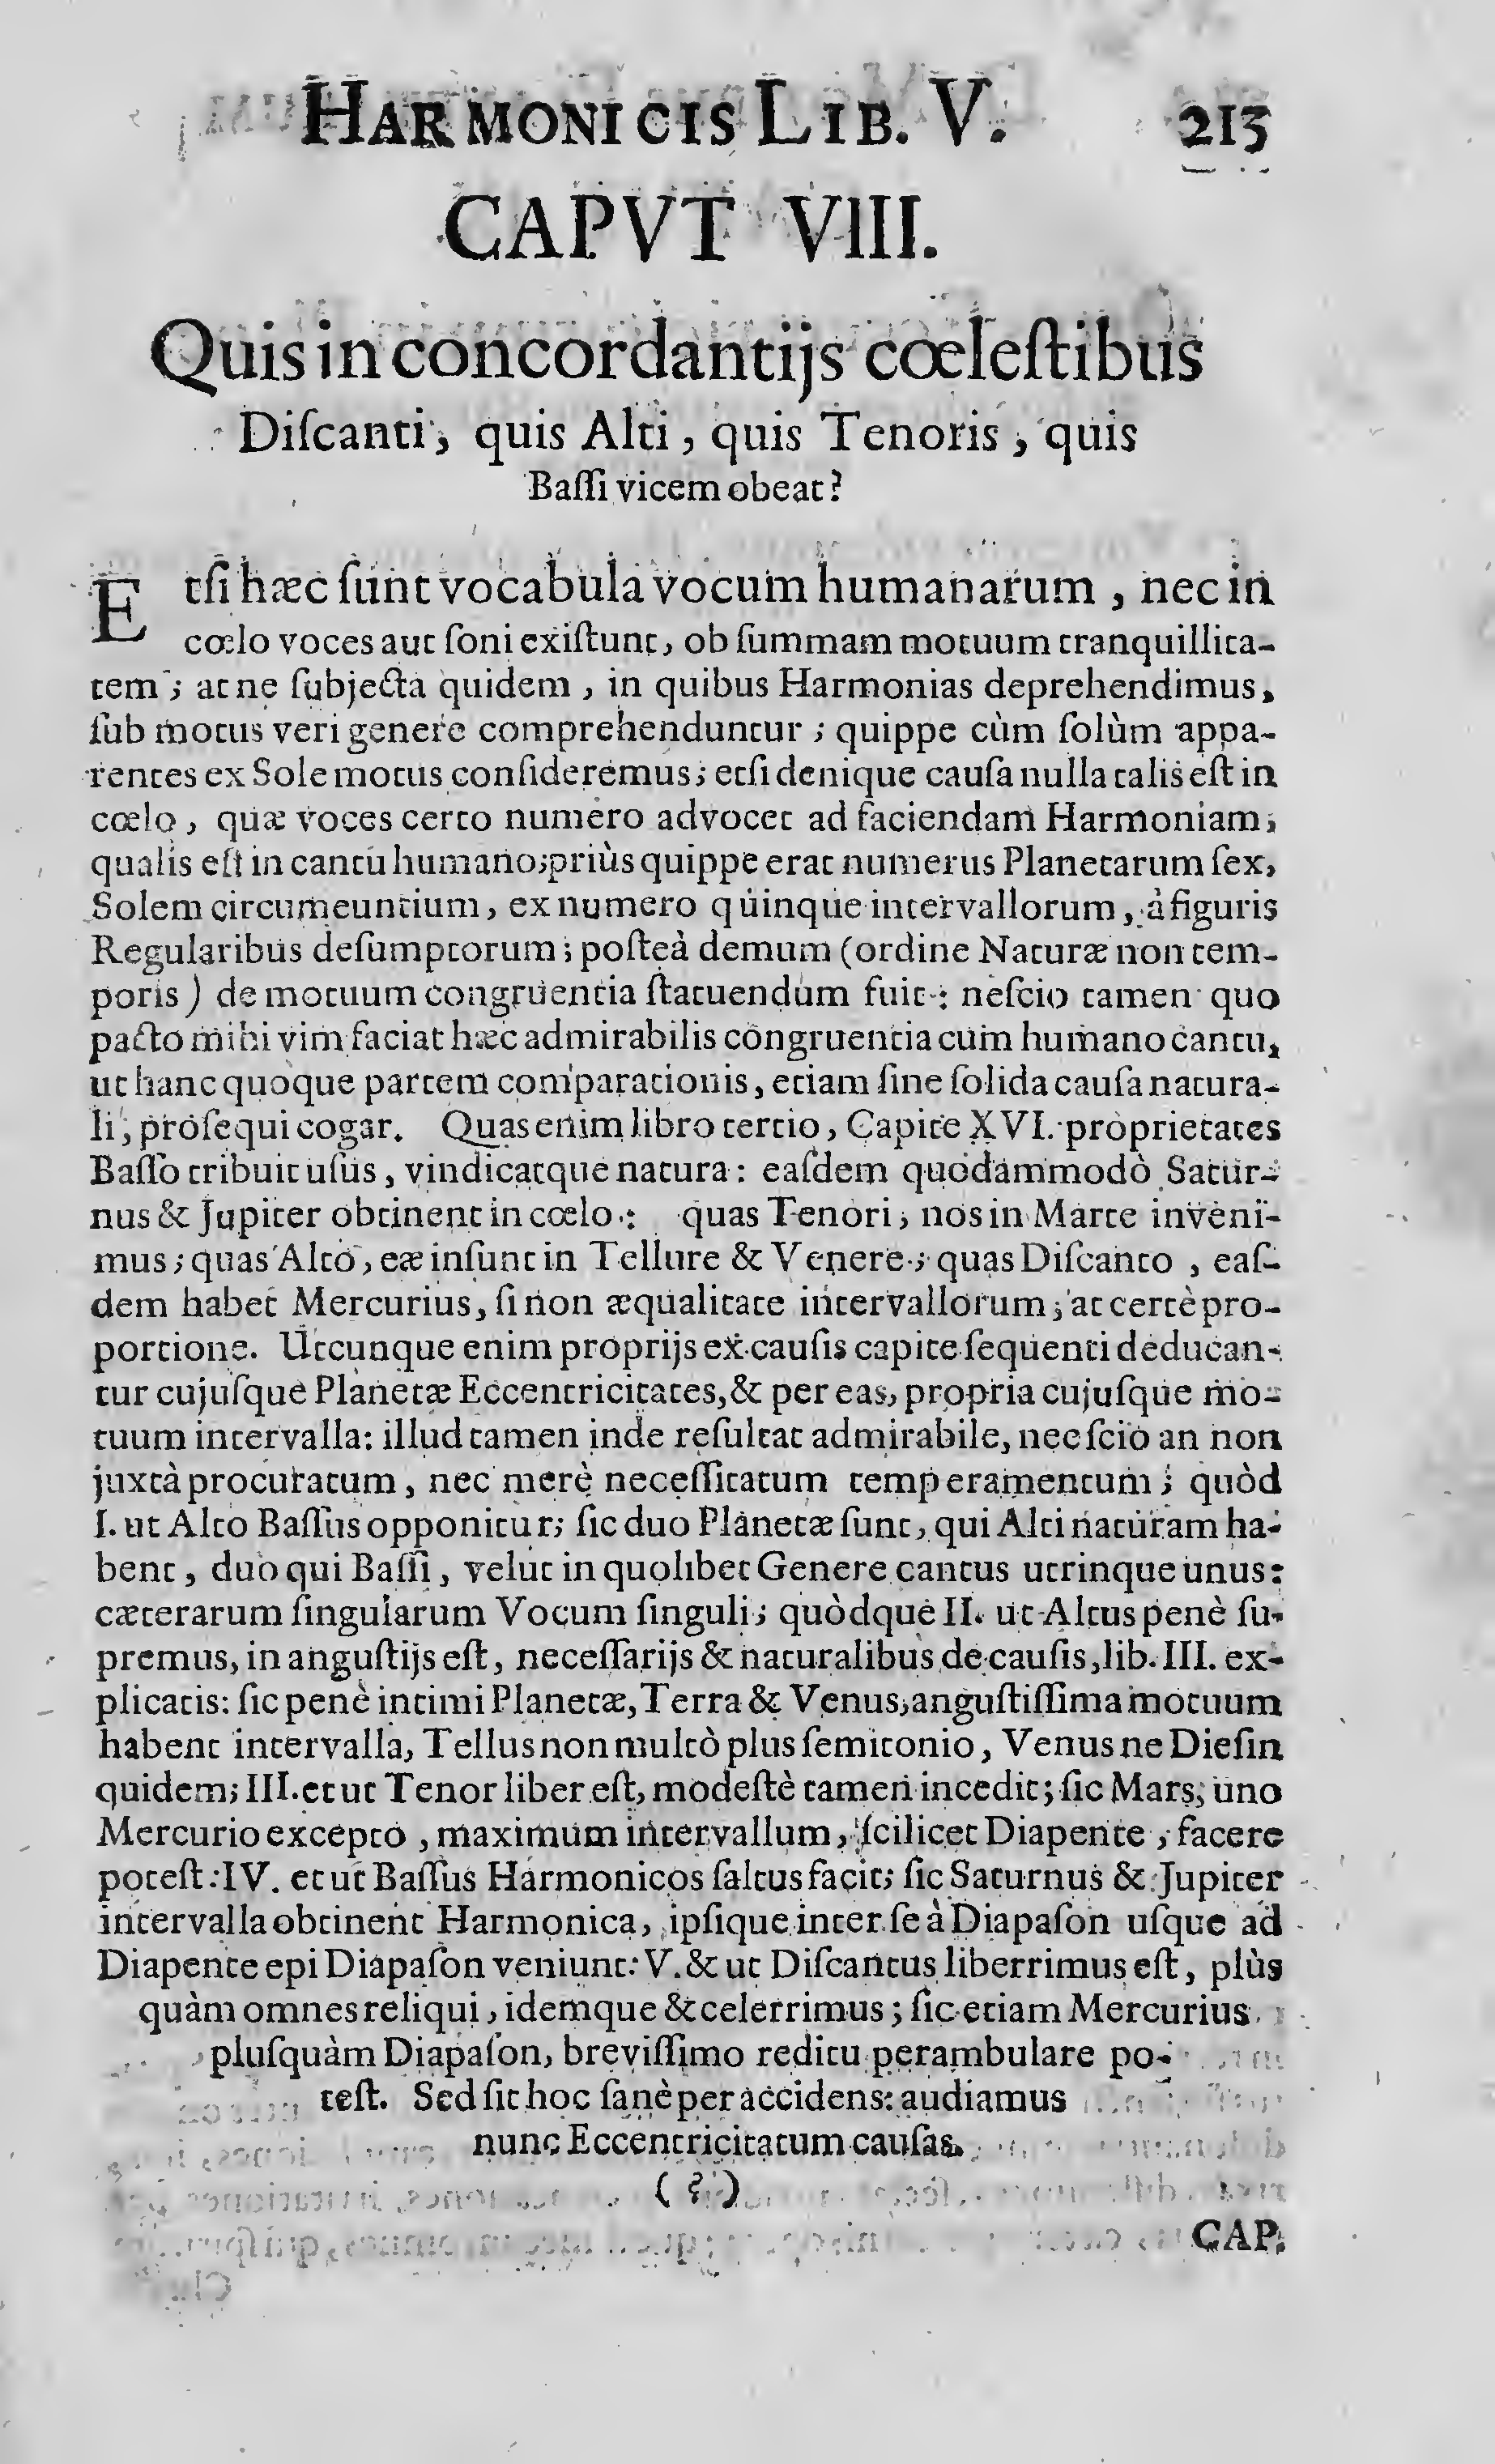 HARMONICIS LIB. V. 213
CAPVT VIII.
Quis in concordantijs cœleſtibus
Diſcanti, quis Alti, quis Tenoris, quis
Baſſi vicem obeat?
Etſi hæc ſunt vocabula vocum humanarum, nec in
cœlo voces aut ſoni exiſtunt, ob ſummam motuum tranquillita-
tem; at ne ſubjecta quidem, in quibus Harmonias deprehendimus,
ſub motus veri genere comprehenduntur; quippe cùm ſolùm appa-
rentes ex Sole motus conſideremus; etſi denique cauſa nulla talis eſt in
cœlo, quæ voces certo numero advocet ad faciendam Harmoniam,
qualis eſt in cantu humano; priùs quippe erat numerus Planetarum ſex,
Solem circumeuntium, ex numero quinque intervallorum, à figuris
Regularibus deſumptorum; poſteà demum (ordine Naturæ non tem-
poris) de motuum congruentia ſtatuendum fuit: neſcio tamen quo
pacto mihi vim faciat hæc admirabilis congruentia cum humano cantu,
ut hanc quoque partem comparationis, etiam ſine ſolida cauſa natura-
li, proſequi cogar. Quas enim libro tertio, Capite XVI. proprietates
Baſſo tribuit uſus, vindicatque natura: eaſdem quodammodò Satur-
nus & Jupiter obtinent in cœlo: quas Tenori, nos in Marte inveni-
mus; quas Alto, eæ inſunt in Tellure & Venere; quas Diſcanto, eaſ-
dem habet Mercurius, ſi non æqualitate intervallorum, at certè pro-
portione. Utcunque enim proprijs ex cauſis capite ſequenti deducan-
tur cujuſque Planetæ Eccentricitates, & per eas, propria cujuſque mo-
tuum intervalla: illud tamen inde reſultat admirabile, neſcio an non
juxtà procuratum, nec merè neceſſitatum temperamentum; quòd
I. ut Alto Baſſus opponitur; ſic duo Planetæ ſunt, qui Alti naturam ha-
bent, duo qui Baſſi, velut in quolibet Genere cantus utrinque unus:
cæterarum ſingularum Vocum ſinguli; quòdque II. ut Altus penè ſu-
premus, in anguſtijs eſt, neceſſarijs & naturalibus de cauſis, lib. III. ex-
plicatis: ſic penè intimi Planetæ, Terra & Venus, anguſtiſſima motuum
habent intervalla, Tellus non multò plus ſemitonio, Venus ne Dieſin
quidem; III. et ut Tenor liber eſt, modeſtè tamen incedit; ſic Mars, uno
Mercurio excepto, maximum intervallum, ſcilicet Diapente, facere
poteſt: IV. et ut Baſſus Harmonicos ſaltus facit; ſic Saturnus & Jupiter
intervalla obtinent Harmonica, ipſique inter ſe à Diapaſon uſque ad
Diapente epi Diapaſon veniunt: V. & ut Diſcantus liberrimus eſt, plùs
quàm omnes reliqui, idemque & celerrimus; ſic etiam Mercurius
pluſquàm Diapaſon, breviſſimo reditu perambulare po-
teſt. Sed ſit hoc ſanè per accidens: audiamus
nunc Eccentricitatum cauſas.
(?)
CAP.